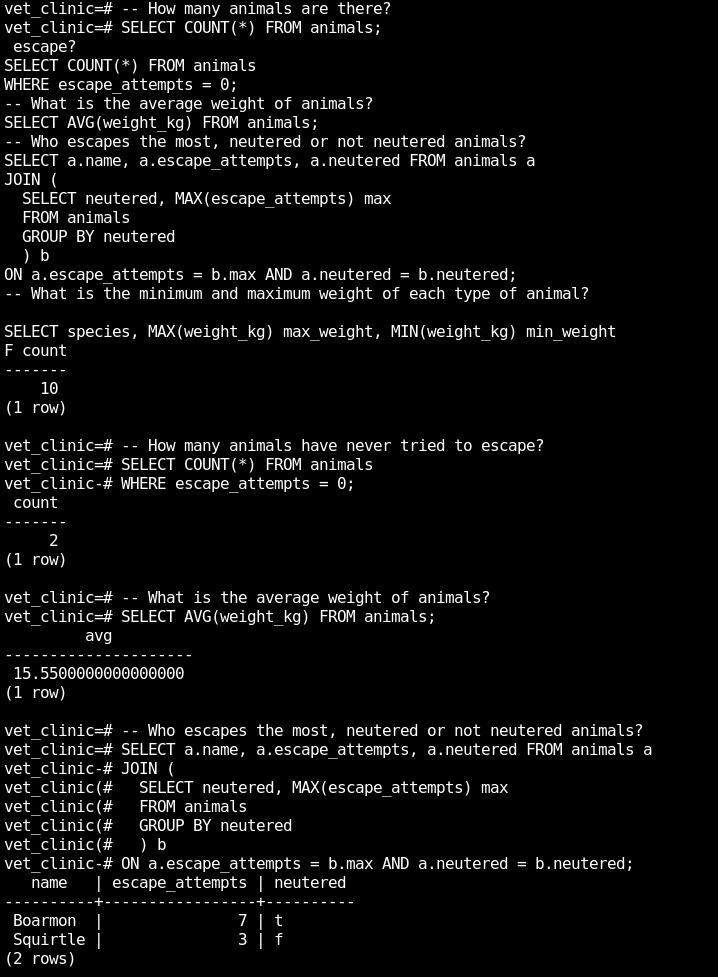 vet_clinic=# -- How many animals are there?
vet_clinic=# SELECT COUNT(*) FROM animals;
 escape?
SELECT COUNT(*) FROM animals
WHERE escape_attempts = 0;
-- What is the average weight of animals?
SELECT AVG(weight_kg) FROM animals;
-- Who escapes the most, neutered or not neutered animals?
SELECT a.name, a.escape_attempts, a.neutered FROM animals a
JOIN (
  SELECT neutered, MAX(escape_attempts) max
  FROM animals
  GROUP BY neutered
  ) b
ON a.escape_attempts = b.max AND a.neutered = b.neutered;
-- What is the minimum and maximum weight of each type of animal?

SELECT species, MAX(weight_kg) max_weight, MIN(weight_kg) min_weight
F count
-------
    10
(1 row)

vet_clinic=# -- How many animals have never tried to escape?
vet_clinic=# SELECT COUNT(*) FROM animals
vet_clinic-# WHERE escape_attempts = 0;
 count
-------
     2
(1 row)

vet_clinic=# -- What is the average weight of animals?
vet_clinic=# SELECT AVG(weight_kg) FROM animals;
         avg
---------------------
 15.5500000000000000
(1 row)

vet_clinic=# -- Who escapes the most, neutered or not neutered animals?
vet_clinic=# SELECT a.name, a.escape_attempts, a.neutered FROM animals a
vet_clinic-# JOIN (
vet_clinic(#   SELECT neutered, MAX(escape_attempts) max
vet_clinic(#   FROM animals
vet_clinic(#   GROUP BY neutered
vet_clinic(#   ) b
vet_clinic-# ON a.escape_attempts = b.max AND a.neutered = b.neutered;
   name   | escape_attempts | neutered
----------+-----------------+----------
 Boarmon  |               7 | t
 Squirtle |               3 | f
(2 rows)